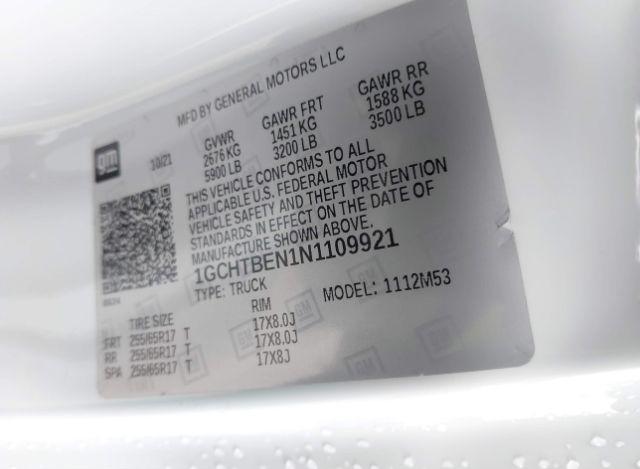 MFD BY GENERAL MOTORS LLC
gm
10/21
GVWR GAWR FRT GAWR RR
2676 KG 1451 KG 1588 KG
5900 LB 3200 LB 3500 LB
THIS VEHICLE CONFORMS TO ALL
APPLICABLE U.S. FEDERAL MOTOR
VEHICLE SAFETY AND THEFT PREVENTION
STANDARDS IN EFFECT ON THE DATE OF
MANUFACTURE SHOWN ABOVE.
1GCHTBEN1N1109921
TYPE: TRUCK MODEL: 1112M53
TIRE SIZE RIM
FRT 255/65R17 T 17X8.0J
RR 255/65R17 T 17X8.0J
SPA 255/65R17 T 17X8J